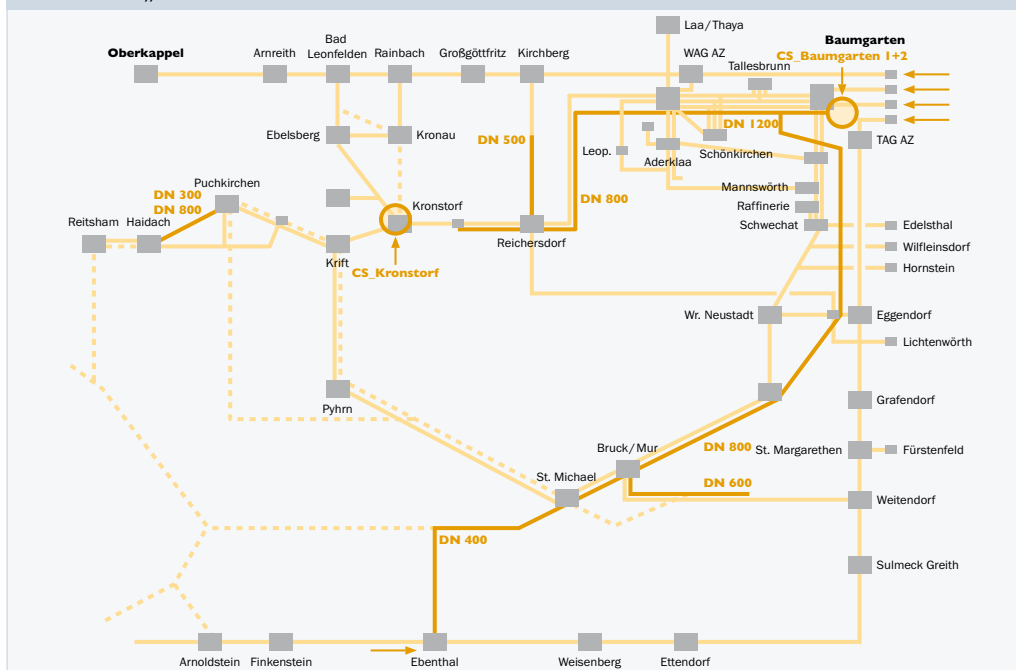 Laa/Thaya
Baumgarten
CS_Baumgarten 1+2
Oberkappel
Arnreith
Bad
Leonfelden
Rainbach
Großgöttfritz
Kirchberg
WAG AZ
Tallesbrunn
Ebelsberg
Kronau
DN 500
DN 1200
TAG AZ
Leop.
Aderklaa
Schönkirchen
Puchkirchen
DN 300
DN 800
Mannswörth
DN 800
Kronstorf
Raffinerie
Reitsham
Haidach
Schwechat
Edelsthal
Reichersdorf
Wilfleinsdorf
Krift
CS_Kronstorf
Hornstein
Wr. Neustadt
Eggendorf
Lichtenwörth
Grafendorf
Pyhrn
Bruck/Mur
DN 800
St. Margarethen
Fürstenfeld
St. Michael
DN 600
Weitendorf
DN 400
Sulmeck Greith
Arnoldstein
Finkenstein
Ebenthal
Weisenberg
Ettendorf